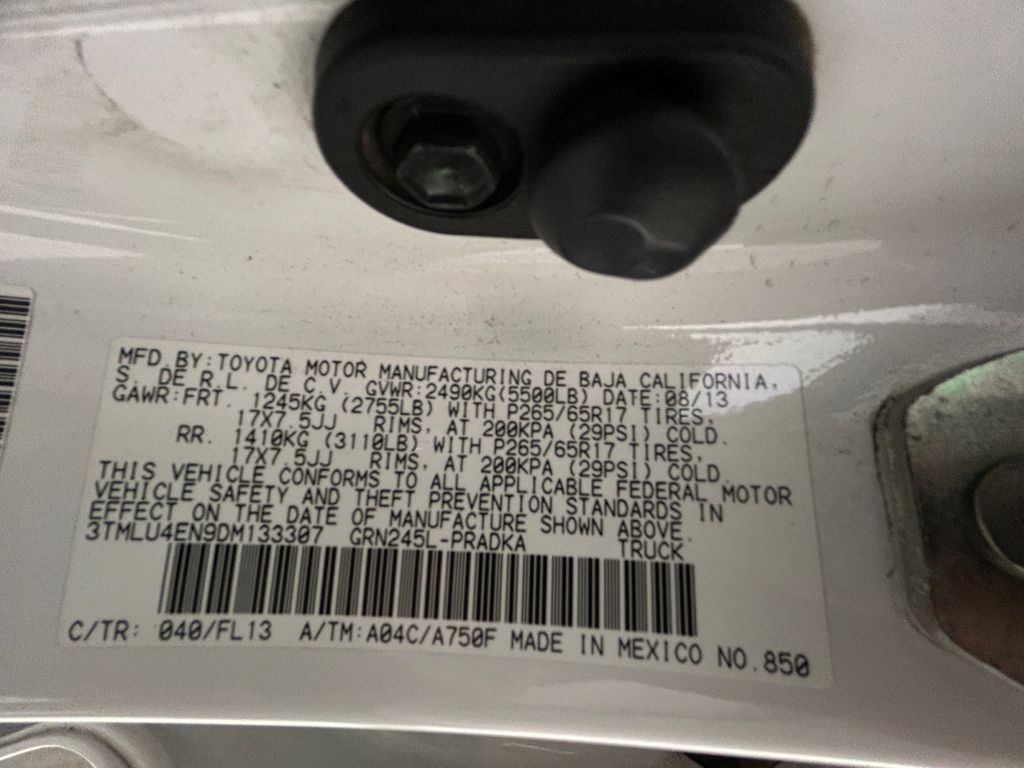 MFD. BY: TOYOTA MOTOR MANUFACTURING DE BAJA CALIFORNIA,
S. DE R.L. DE C.V. GVWR:2490KG(5500LB) DATE:08/13
GAWR:FRT. 1245KG (2755LB) WITH P265/65R17 TIRES,
17X7.5JJ RIMS, AT 200KPA (29PSI) COLD.
RR. 1410KG (3110LB) WITH P265/65R17 TIRES,
17X7.5JJ RIMS, AT 200KPA (29PSI) COLD.
THIS VEHICLE CONFORMS TO ALL APPLICABLE FEDERAL MOTOR
VEHICLE SAFETY AND THEFT PREVENTION STANDARDS IN
EFFECT ON THE DATE OF MANUFACTURE SHOWN ABOVE.
3TMLU4EN9DM133307 GRN245L-PRADKA TRUCK
C/TR: 040/FL13 A/TM:A04C/A750F MADE IN MEXICO NO.850